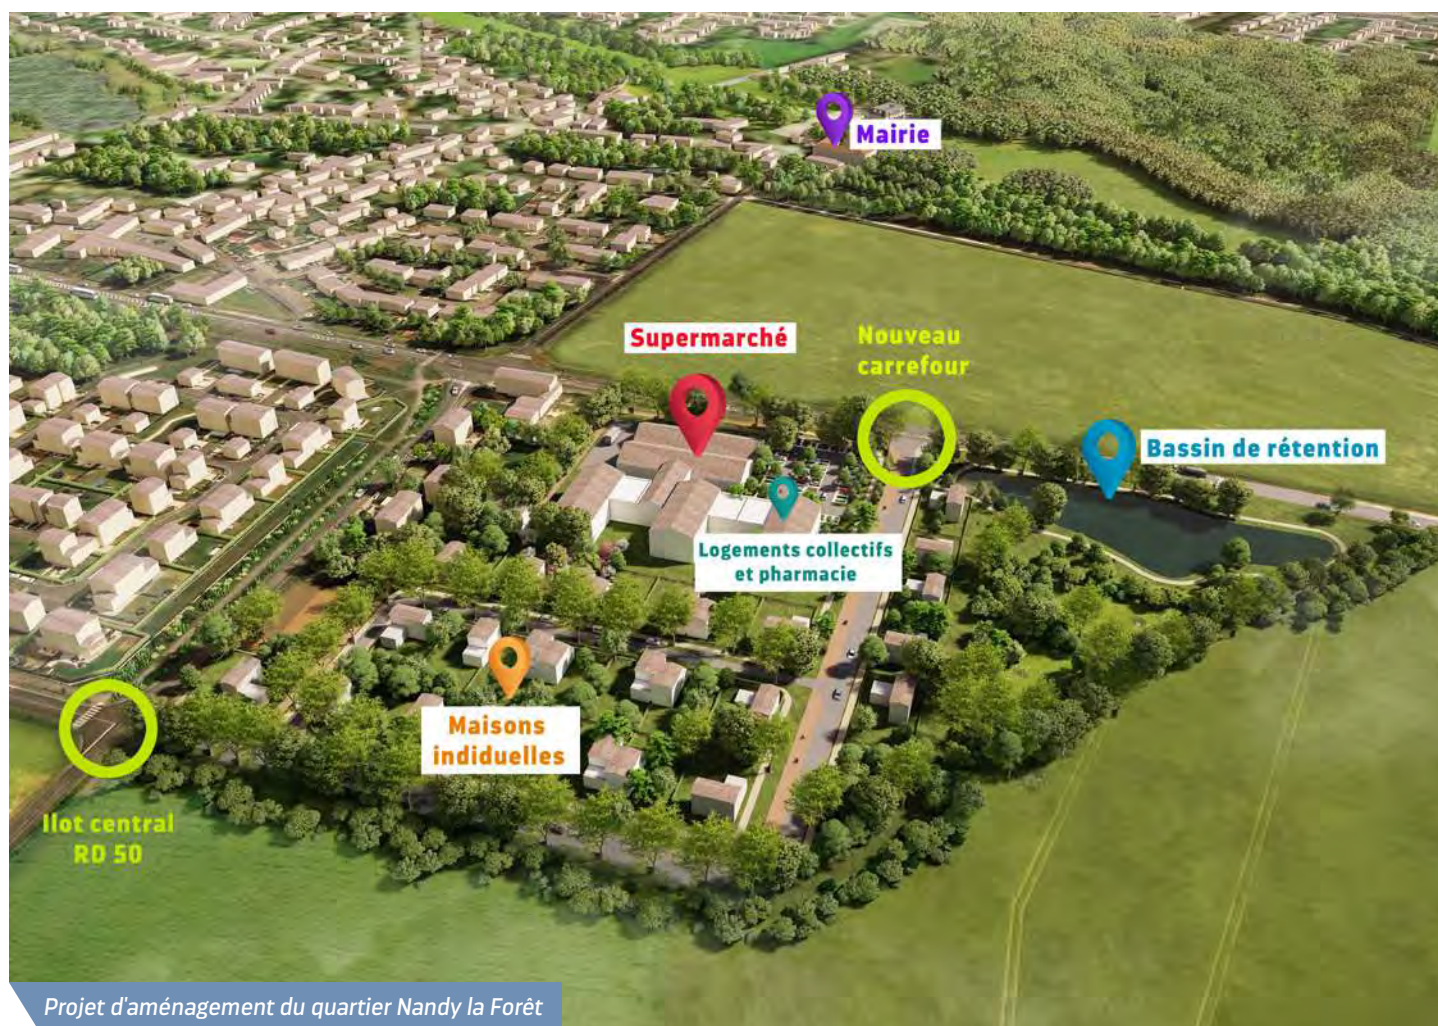 Mairie
Supermarché
Nouveau
carrefour
Bassin de rétention
Logements collectifs
et pharmacie
Maisons
indiduelles
Ilot central
RD 50
Projet d'aménagement du quartier Nandy la Forêt